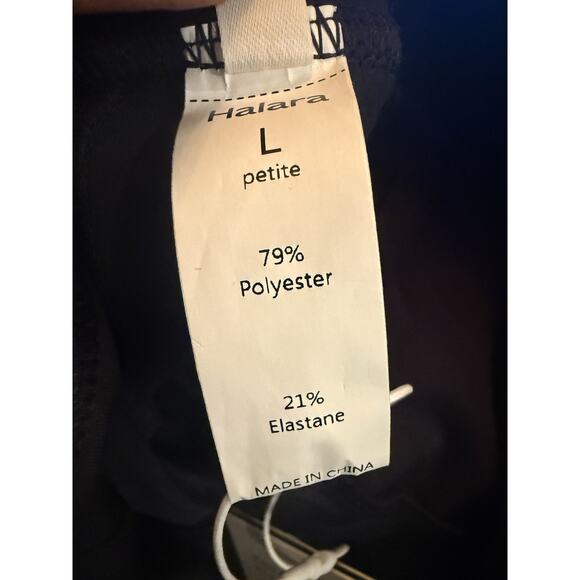 Halara
L
petite
79%
Polyester
21%
Elastane
MADE IN CHINA